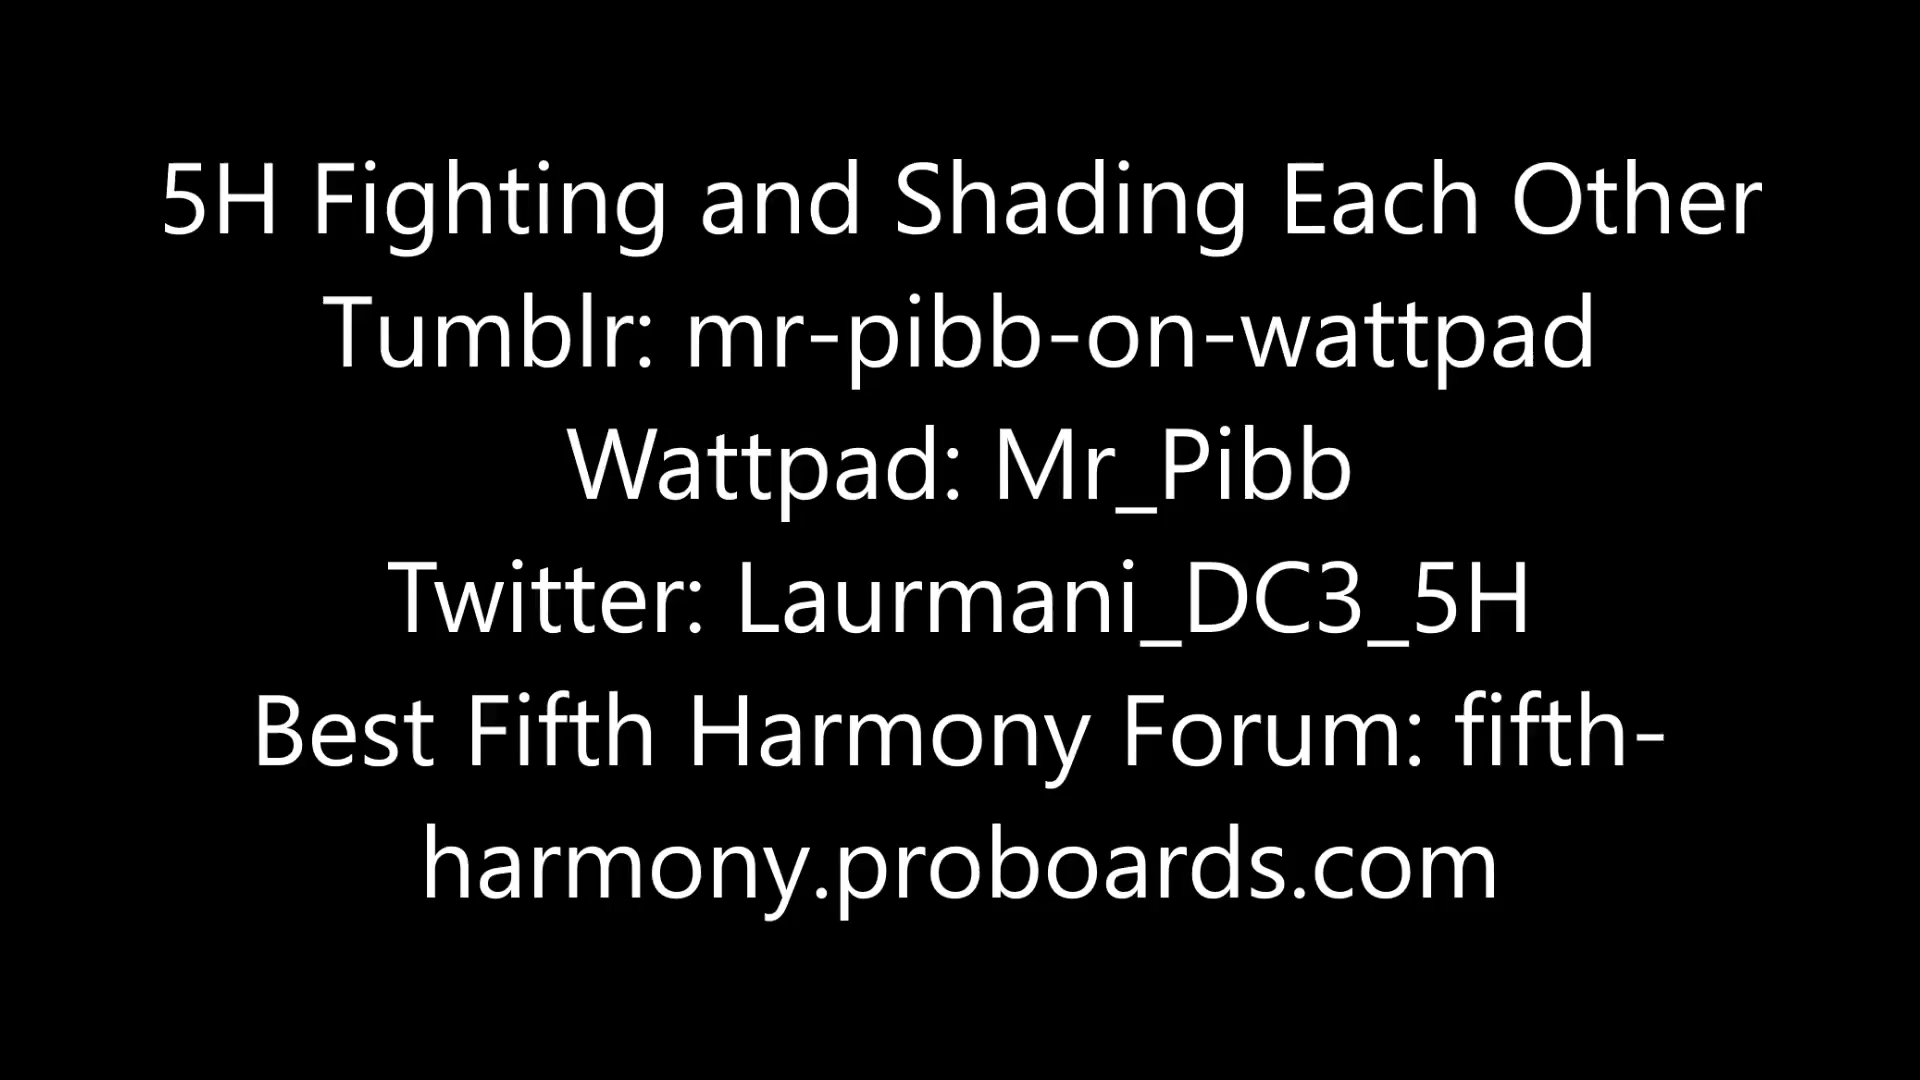 5H Fighting and Shading Each Other
Tumblr: mr-pibb-on-wattpad
Wattpad: Mr_Pibb
Twitter: Laurmani_DC3_5H
Best Fifth Harmony Forum: fifth-
harmony.proboards.com